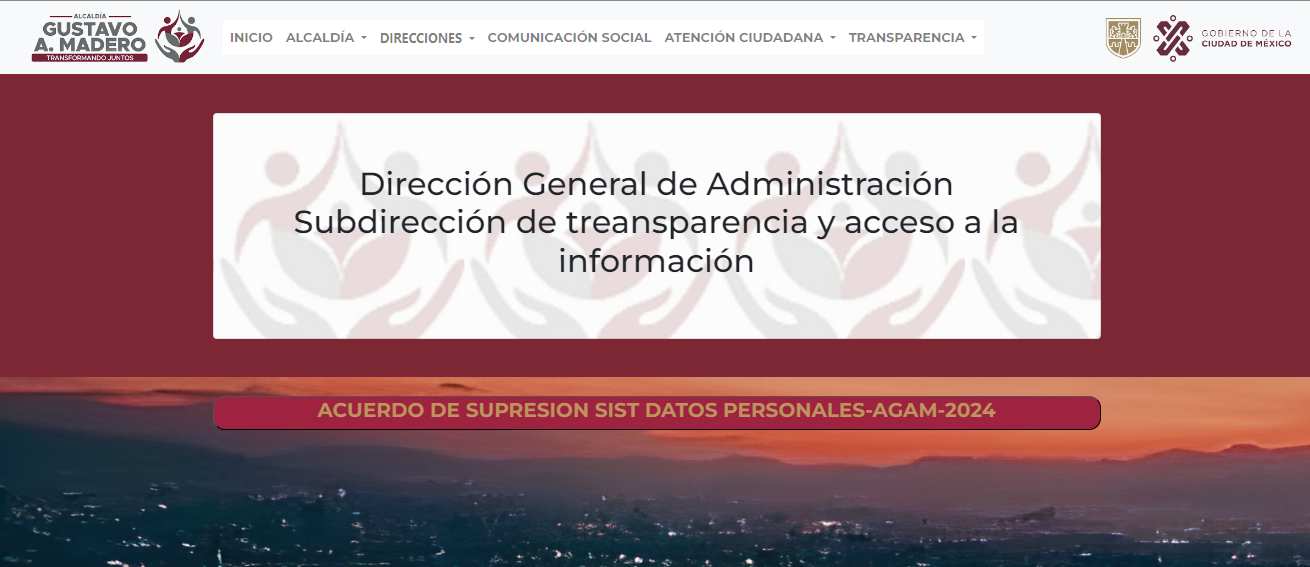 ALCALDÍA
GUSTAVO
A. MADERO
TRANSFORMANDO JUNTOS
INICIO ALCALDÍA DIRECCIONES COMUNICACIÓN SOCIAL ATENCIÓN CIUDADANA TRANSPARENCIA
GOBIERNO DE LA
CIUDAD DE MÉXICO
Dirección General de Administración
Subdirección de treansparencia y acceso a la
información
ACUERDO DE SUPRESION SIST DATOS PERSONALES-AGAM-2024